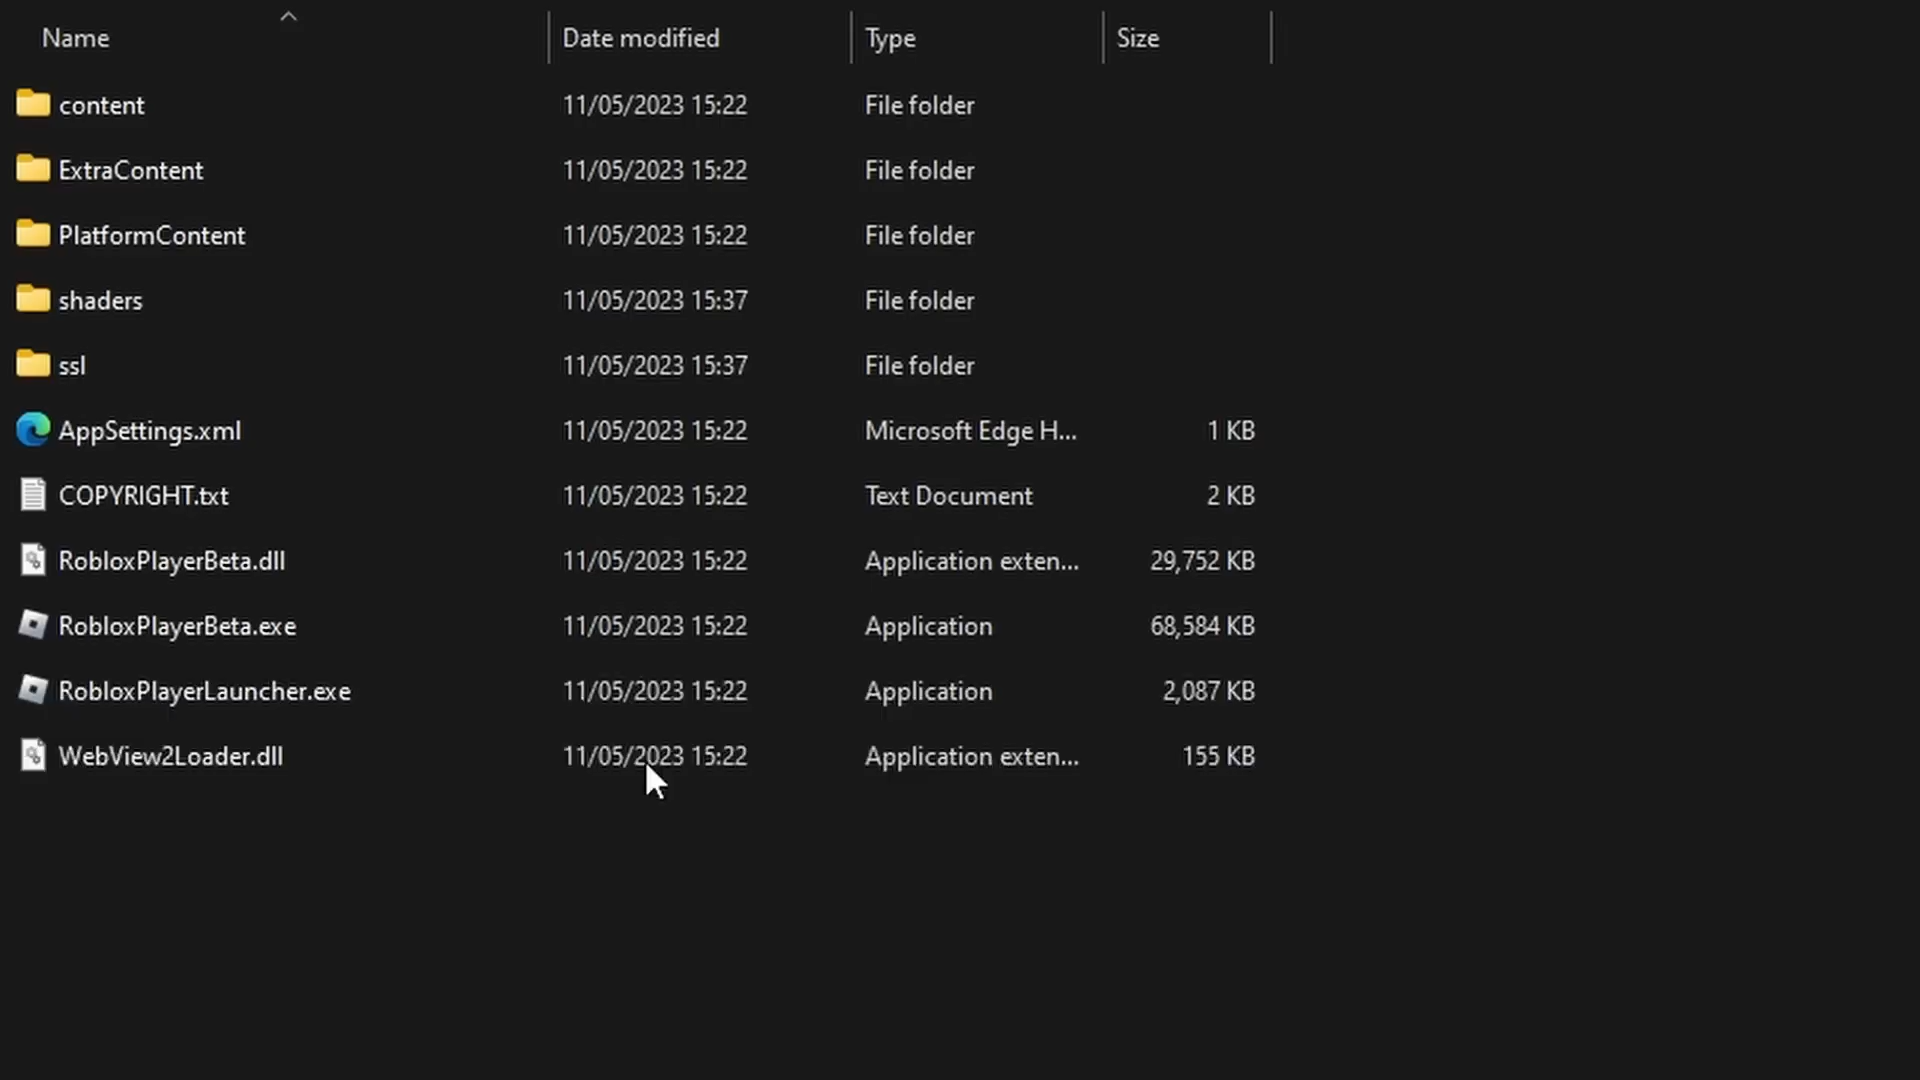 Name Date modified Type Size
content 11/05/2023 15:22 File folder
ExtraContent 11/05/2023 15:22 File folder
PlatformContent 11/05/2023 15:22 File folder
shaders 11/05/2023 15:37 File folder
ssl 11/05/2023 15:37 File folder
AppSettings.xml 11/05/2023 15:22 Microsoft Edge H... 1 KB
COPYRIGHT.txt 11/05/2023 15:22 Text Document 2 KB
RobloxPlayerBeta.dll 11/05/2023 15:22 Application exten... 29,752 KB
RobloxPlayerBeta.exe 11/05/2023 15:22 Application 68,584 KB
RobloxPlayerLauncher.exe 11/05/2023 15:22 Application 2,087 KB
WebView2Loader.dll 11/05/2023 15:22 Application exten... 155 KB